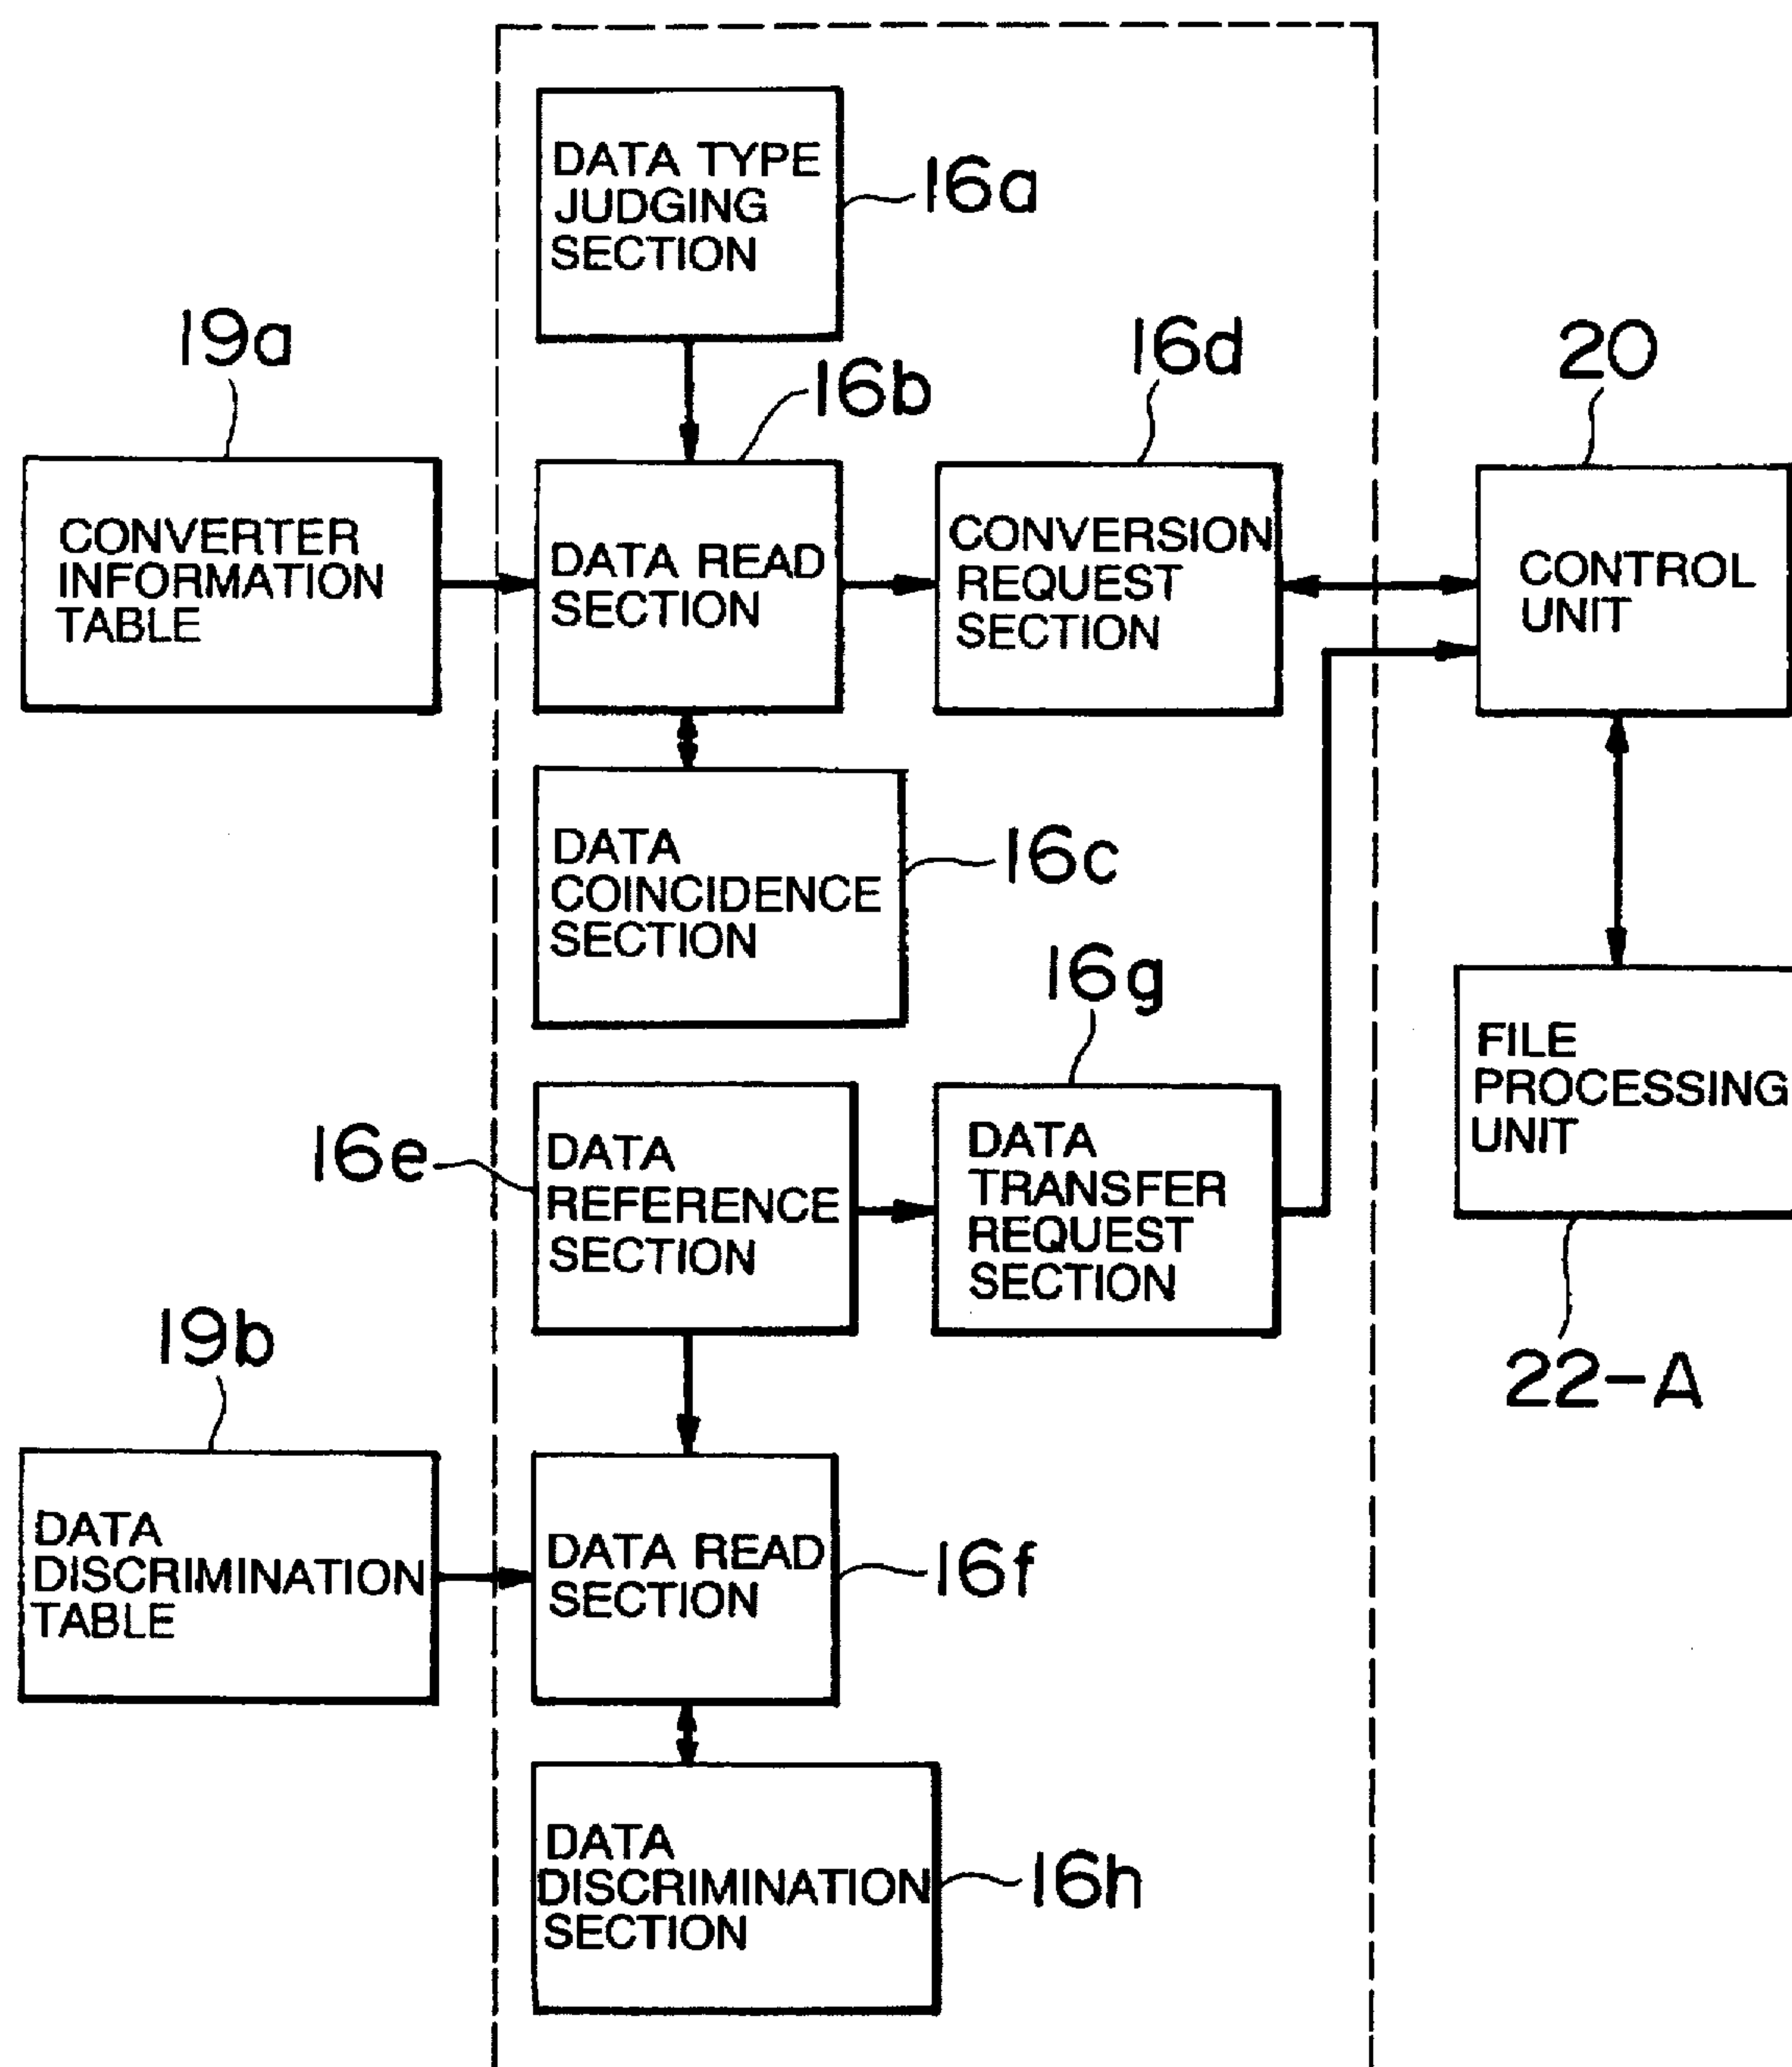 DATA TYPE
JUDGING
SECTION
16a
19a
16b
16d
20
CONVERTER
INFORMATION
TABLE
DATA READ
SECTION
CONVERSION
REQUEST
SECTION
CONTROL
UNIT
DATA
COINCIDENCE
SECTION
16c
16g
FILE
PROCESSING
UNIT
22-A
16e
DATA
REFERENCE
SECTION
DATA
TRANSFER
REQUEST
SECTION
19b
DATA
DISCRIMINATION
TABLE
DATA READ
SECTION
16f
DATA
DISCRIMINATION
SECTION
16h